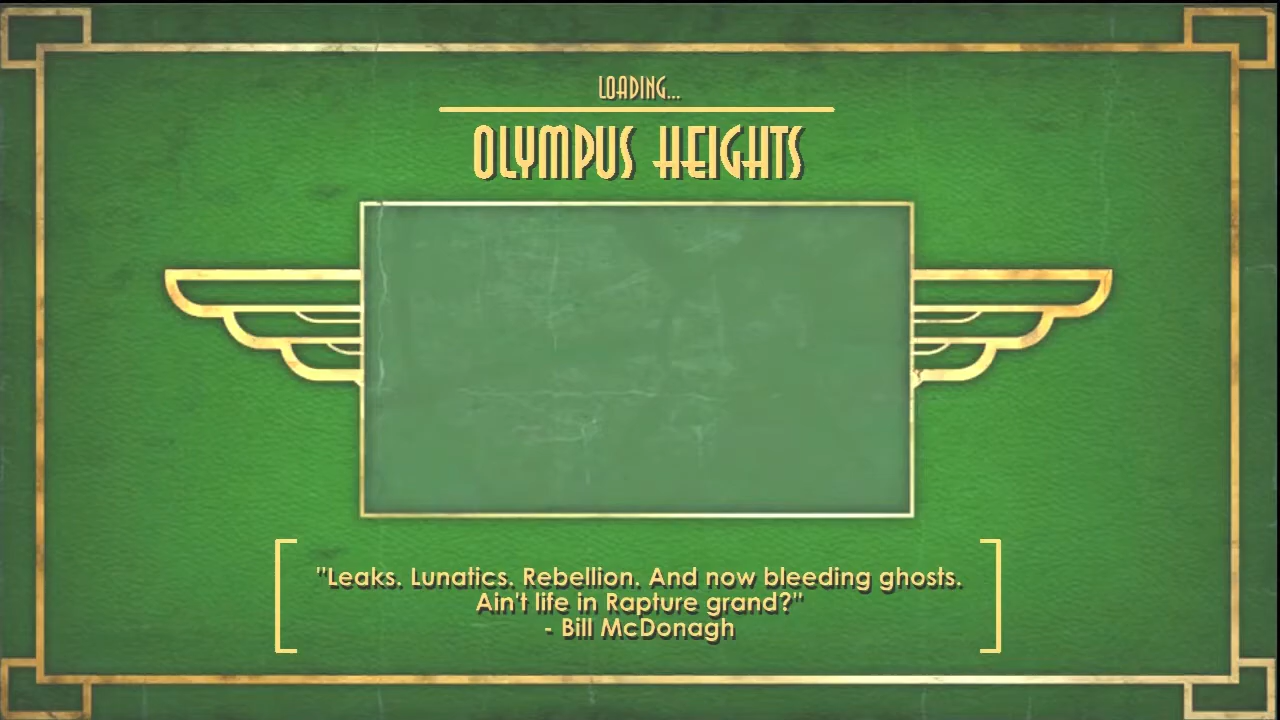 LOADING...
OLYMPUS HEIGHTS
"Leaks. Lunatics. Rebellion. And now bleeding ghosts.
Ain't life in Rapture grand?"
- Bill McDonagh